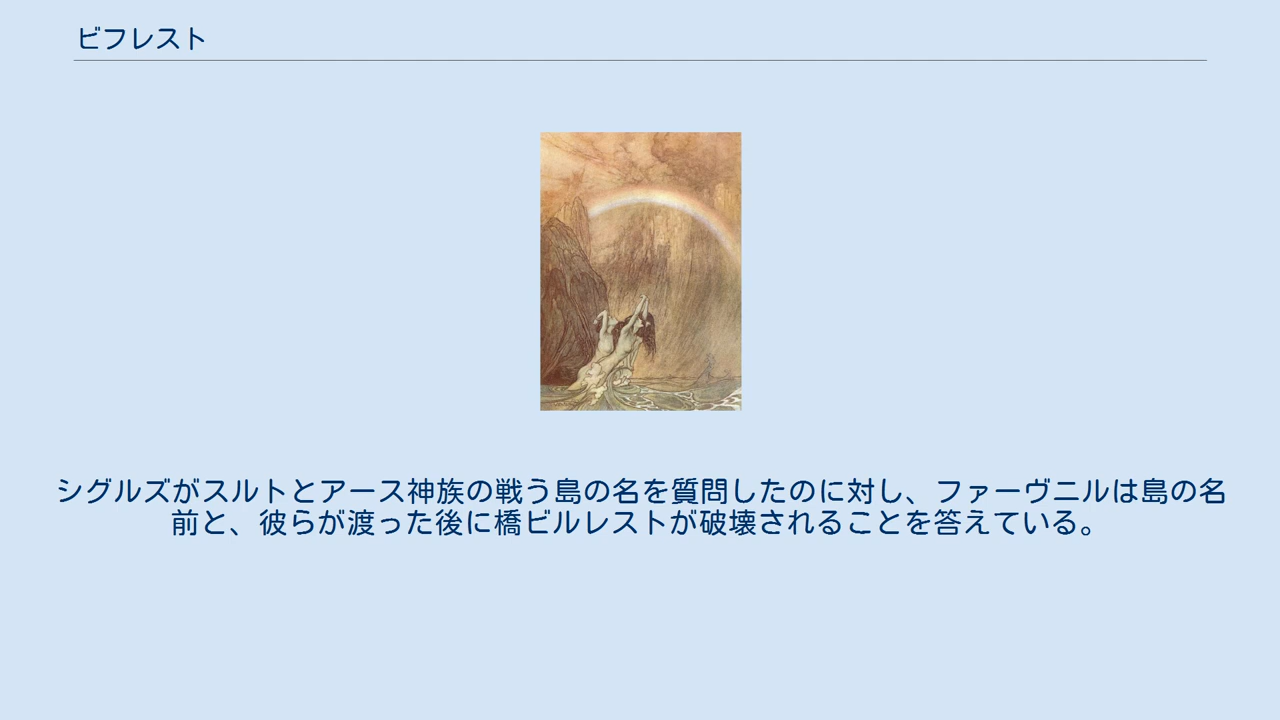 ビフレスト
シグルズがスルトとアース神族の戦う島の名を質問したのに対し、ファーヴニルは島の名
前と、彼らが渡った後に橋ビルレストが破壊されることを答えている。